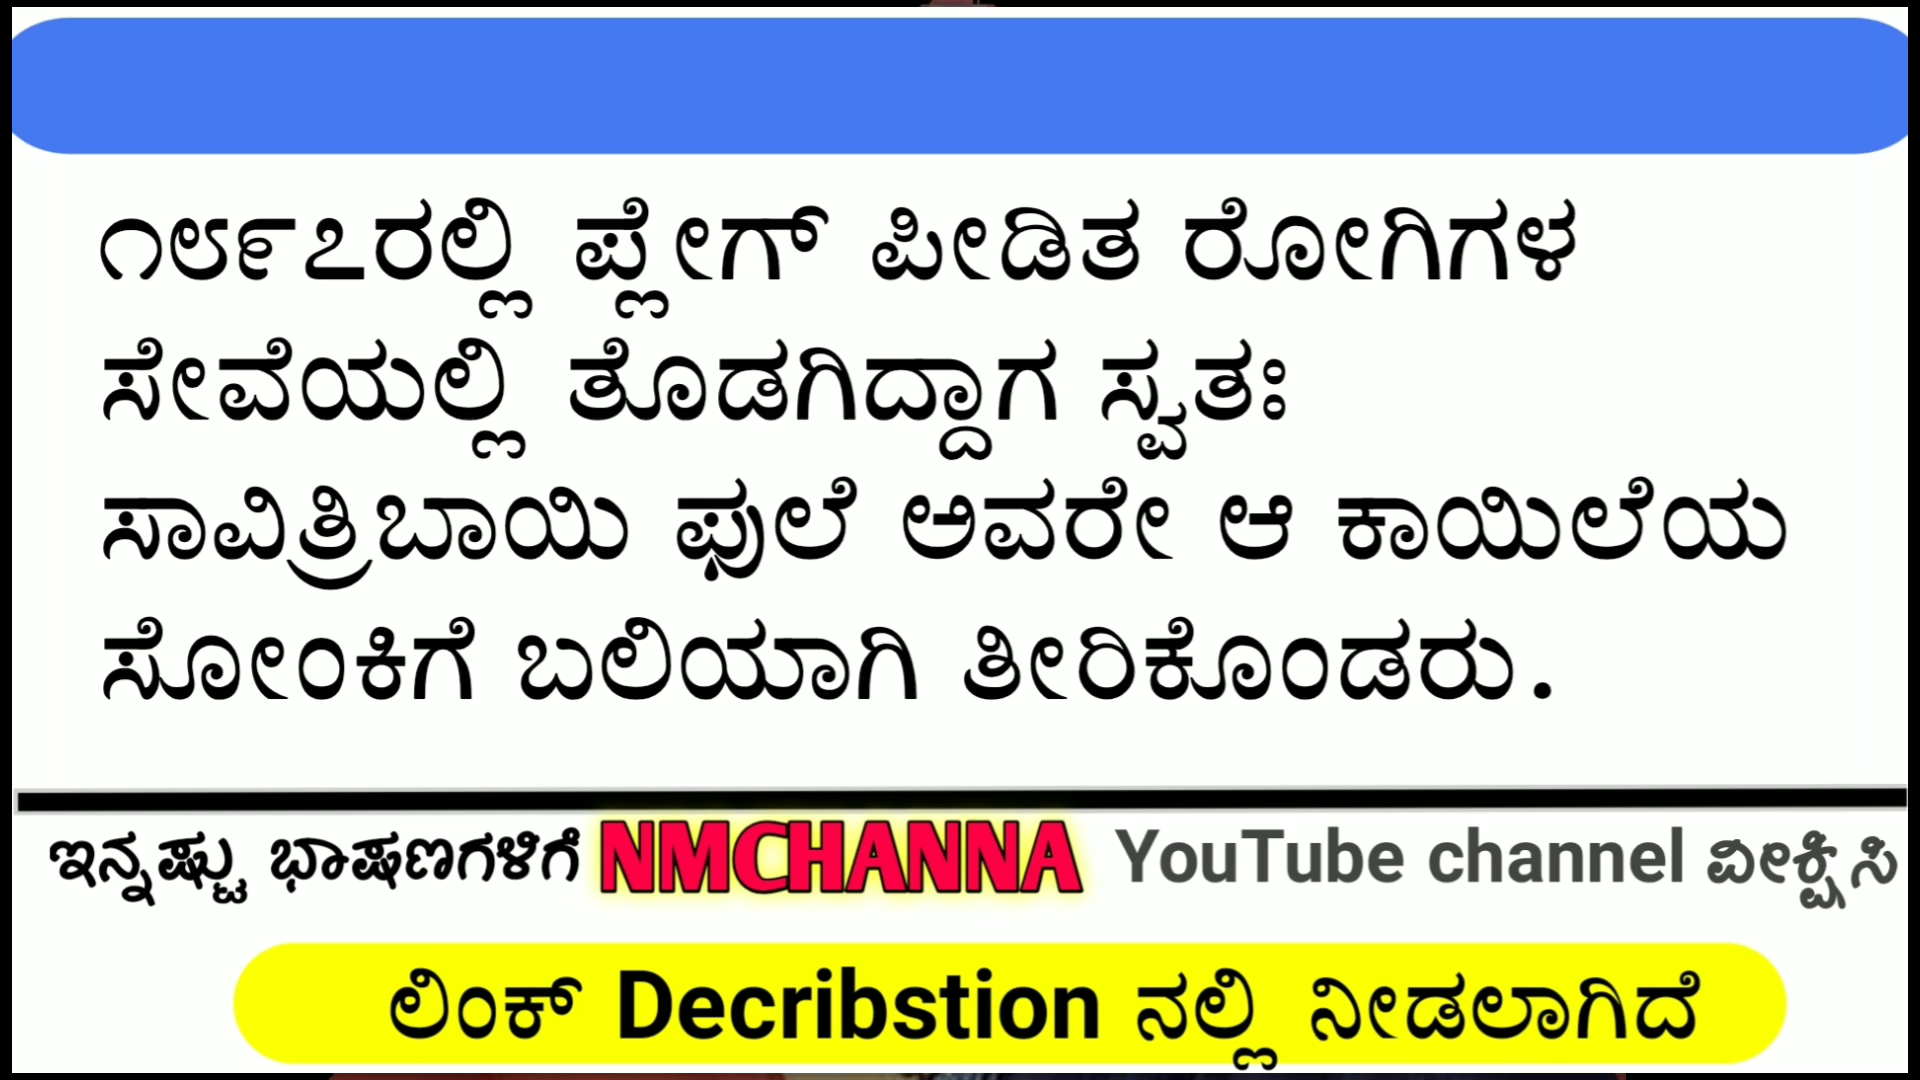 ೧೮೯೭ರಲ್ಲಿ ಪ್ಲೇಗ್ ಪೀಡಿತ ರೋಗಿಗಳ
ಸೇವೆಯಲ್ಲಿ ತೊಡಗಿದ್ದಾಗ ಸ್ವತಃ
ಸಾವಿತ್ರಿಬಾಯಿ ಫುಲೆ ಅವರೇ ಆ ಕಾಯಿಲೆಯ
ಸೋಂಕಿಗೆ ಬಲಿಯಾಗಿ ತೀರಿಕೊಂಡರು.
ಇನ್ನಷ್ಟು ಭಾಷಣಗಳಿಗೆ NMCHANNA YouTube channel ವೀಕ್ಷಿಸಿ
ಲಿಂಕ್ Decribstion ನಲ್ಲಿ ನೀಡಲಾಗಿದೆ